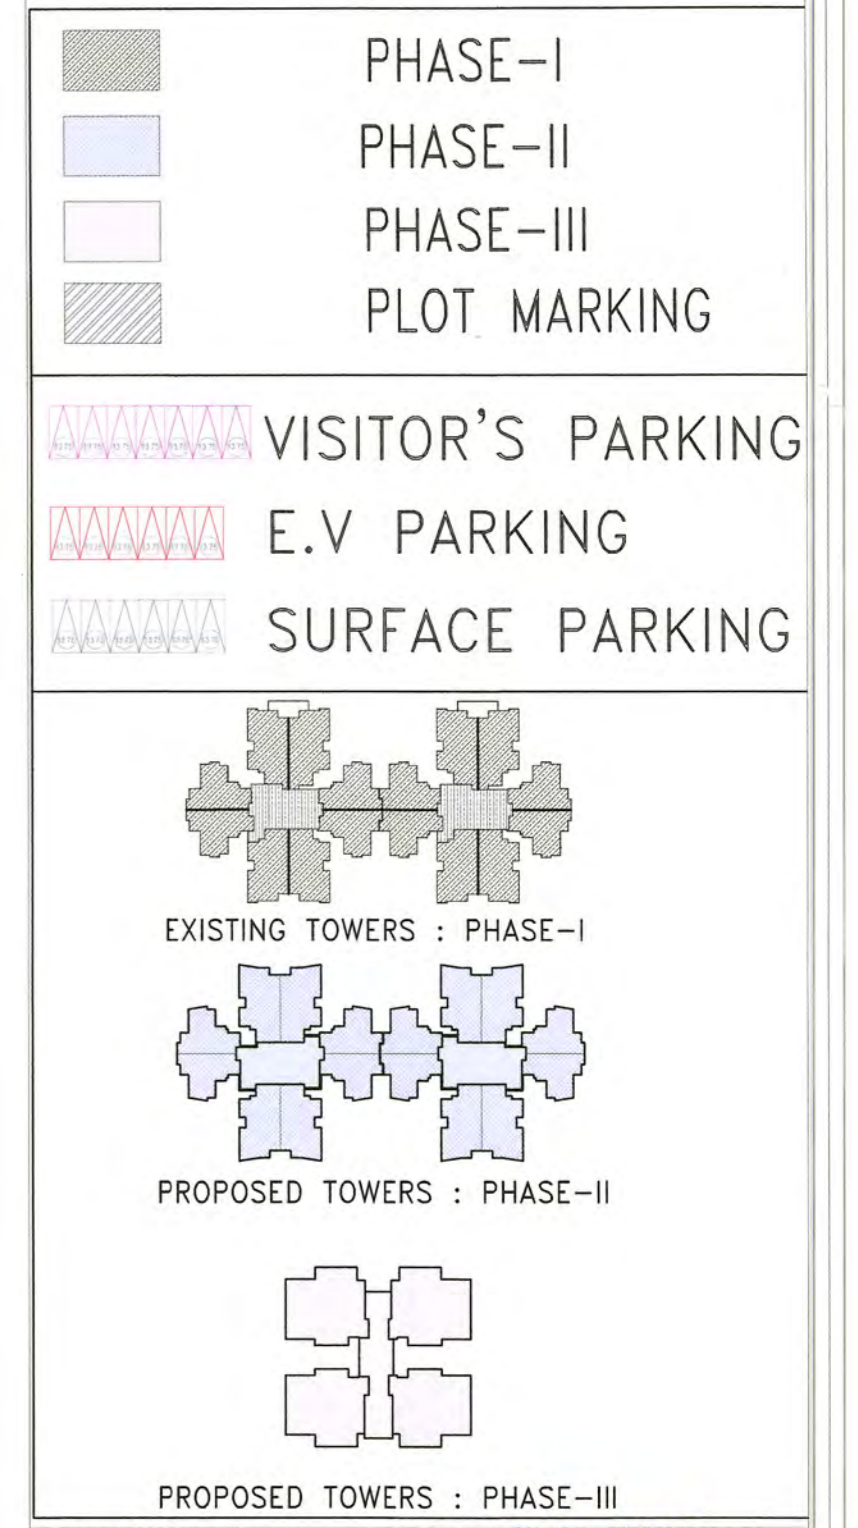 PHASE-I
PHASE-II
PHASE-III
PLOT MARKING
VISITOR'S PARKING
E.V PARKING
SURFACE PARKING
EXISTING TOWERS : PHASE-I
PROPOSED TOWERS : PHASE-II
PROPOSED TOWERS : PHASE-III